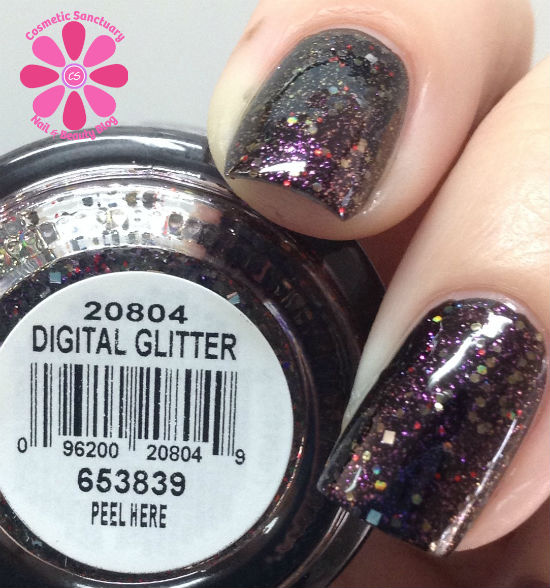 Cosmetic Sanctuary
CS
Nail & Beauty Blog
20804
DIGITAL GLITTER
0 96200 20804 9
653839
PEEL HERE